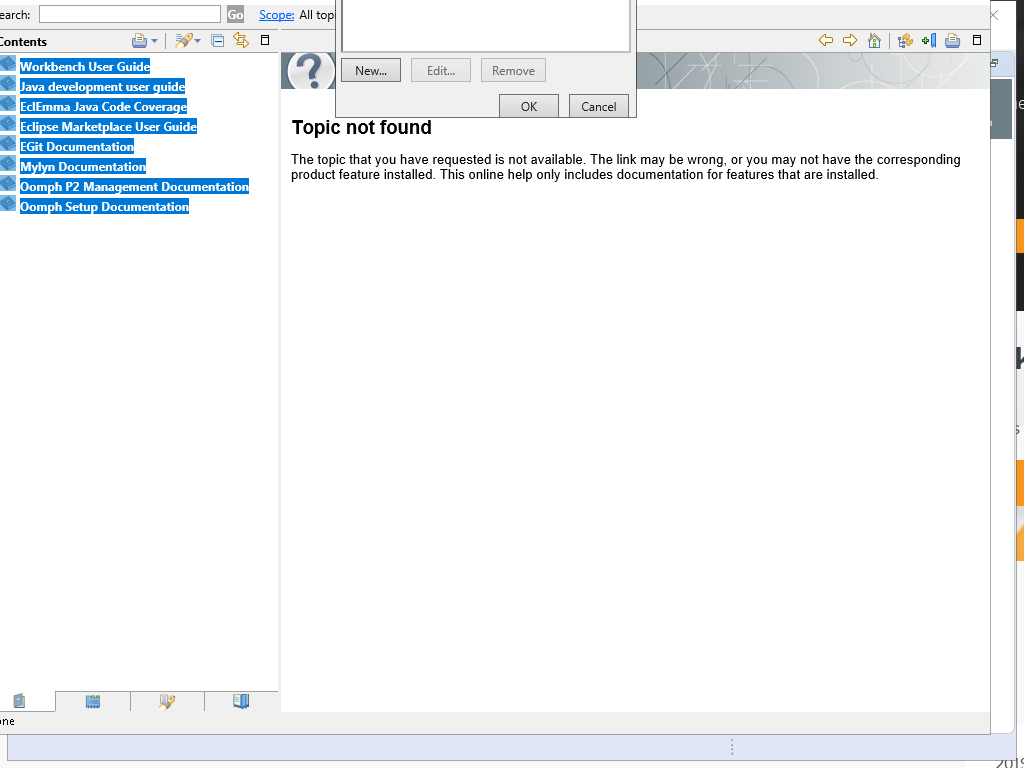 earch:
Go
Scope:
All top
Contents
Workbench User Guide
Java development user guide
EclEmma Java Code Coverage
Eclipse Marketplace User Guide
EGit Documentation
Mylyn Documentation
Oomph P2 Management Documentation
Oomph Setup Documentation
New...
Edit...
Remove
OK
Cancel
Topic not found
The topic that you have requested is not available. The link may be wrong, or you may not have the corresponding
product feature installed. This online help only includes documentation for features that are installed.
one
2019